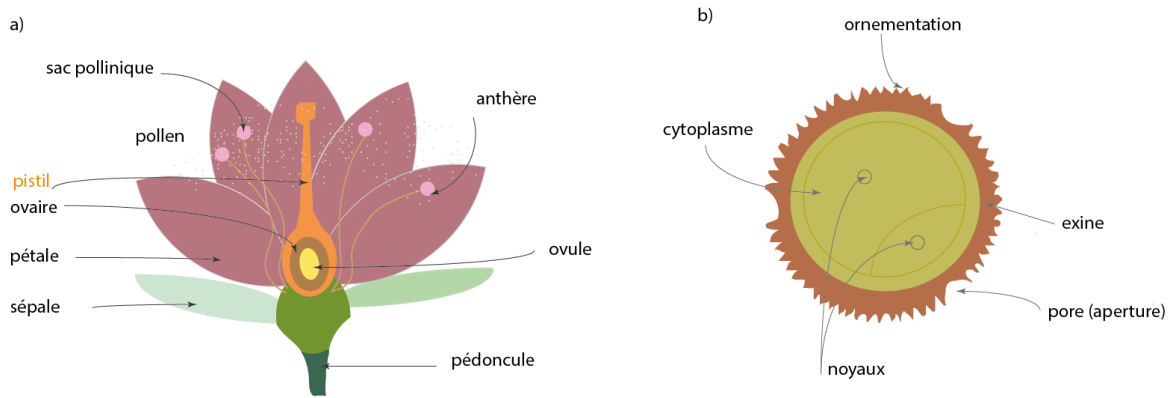 a)
sac pollinique
anthère
pollen
pistil
ovaire
pétale
ovule
sépale
pédoncule
b)
ornementation
cytoplasme
exine
pore (aperture)
noyaux